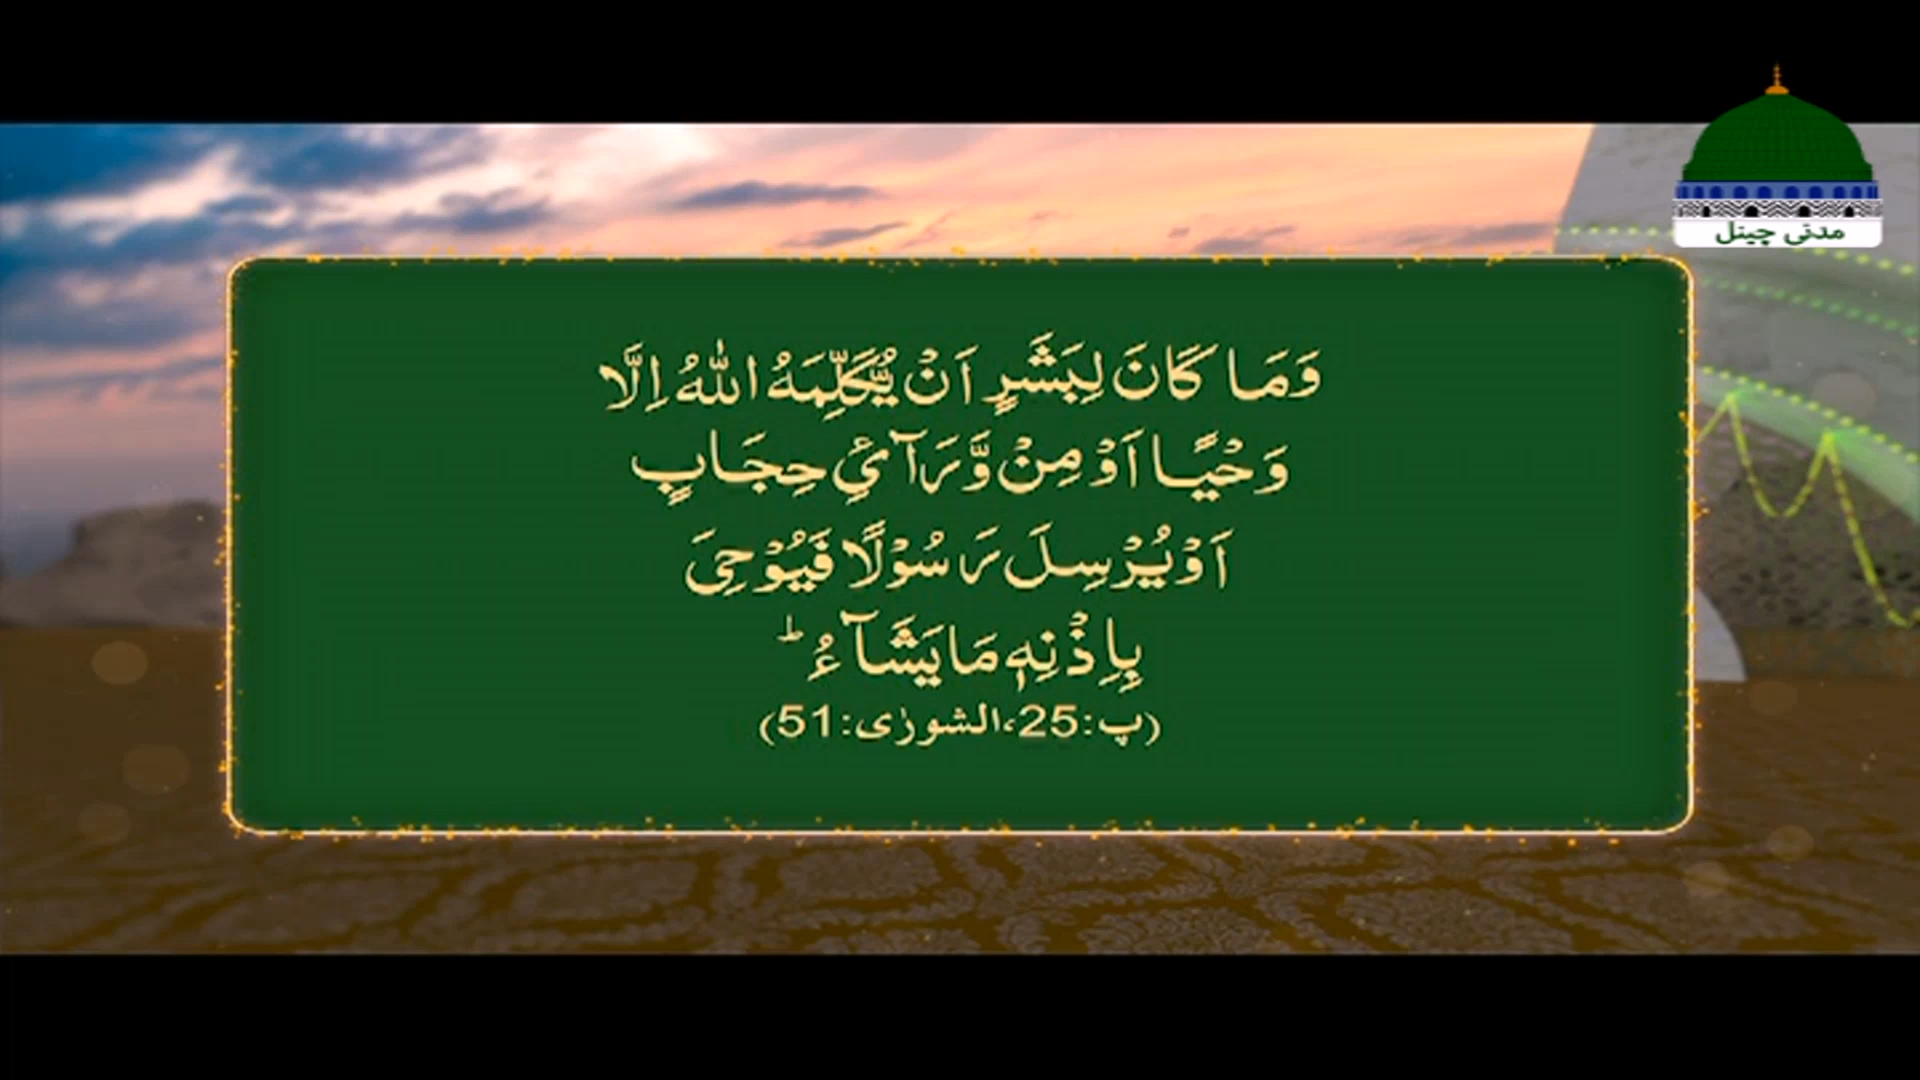 مدنی چینل
وَمَا كَانَ لِبَشَرٍ اَنْ يُّكَلِّمَهُ اللّٰهُ اِلَّا
وَحْيًا اَوْ مِنْ وَّرَآئِ حِجَابٍ
اَوْ يُرْسِلَ رَسُوْلًا فَيُوْحِيَ
بِاِذْنِهٖ مَا يَشَآءُ ؕ
(پ:25،الشورٰی:51)